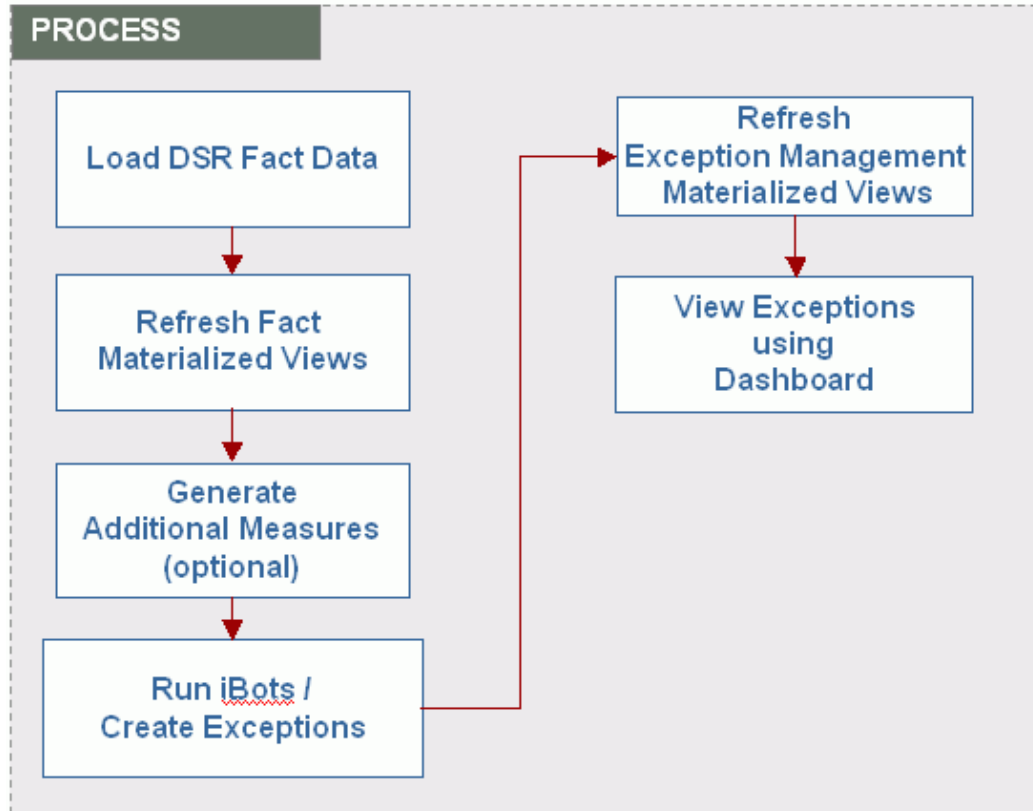 PROCESS
Load DSR Fact Data
Refresh Fact
Materialized Views
Generate
Additional Measures
(optional)
Run iBots /
Create Exceptions
Refresh
Exception Management
Materialized Views
View Exceptions
using
Dashboard